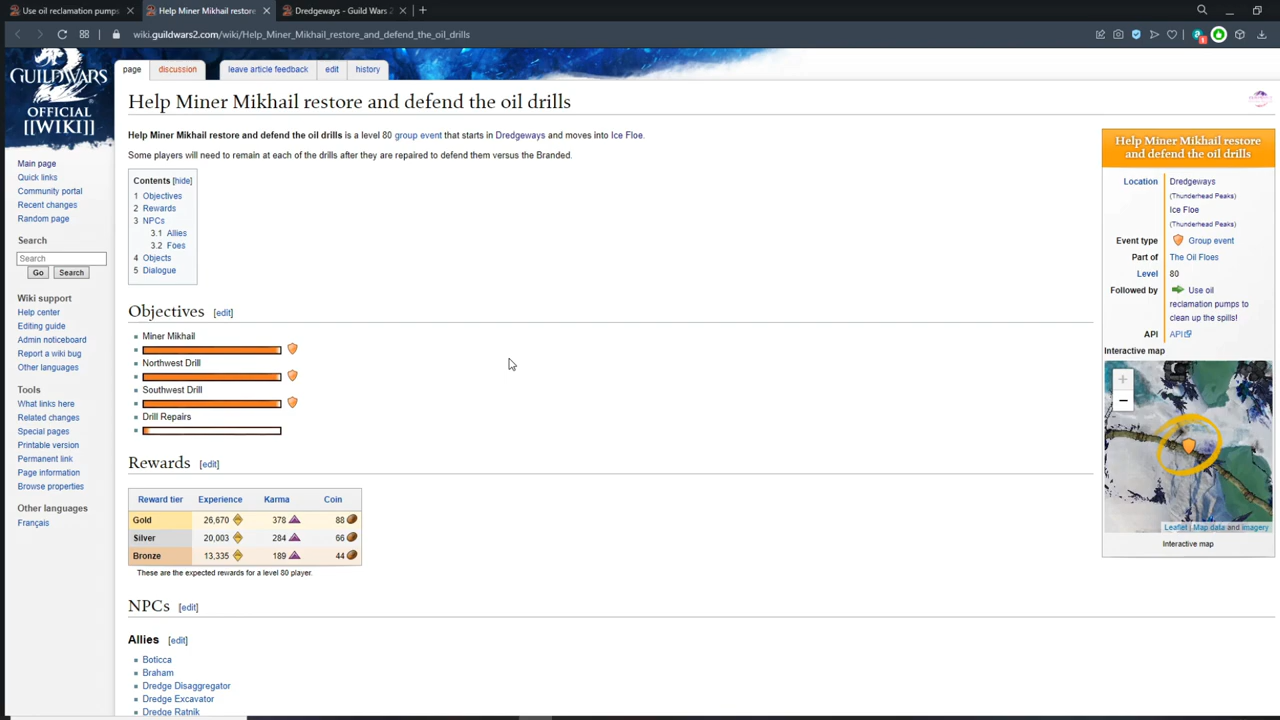 Use oil reclamation pumps
Help Miner Mikhail restore
Dredgeways - Guild Wars 2
wiki.guildwars2.com/wiki/Help_Miner_Mikhail_restore_and_defend_the_oil_drills
GUILDWARS
OFFICIAL
[[WIKI]]
page
discussion
leave article feedback
edit
history
Help Miner Mikhail restore and defend the oil drills
Help Miner Mikhail restore and defend the oil drills is a level 80 group event that starts in Dredgeways and moves into Ice Floe.
Some players will need to remain at each of the drills after they are repaired to defend them versus the Branded.
Main page
Quick links
Community portal
Recent changes
Random page
Search
Search
Go
Search
Wiki support
Help center
Editing guide
Admin noticeboard
Report a wiki bug
Other languages
Tools
What links here
Related changes
Special pages
Printable version
Permanent link
Page information
Browse properties
Other languages
Français
Contents [hide]
1 Objectives
2 Rewards
3 NPCs
3.1 Allies
3.2 Foes
4 Objects
5 Dialogue
Objectives [edit]
Miner Mikhail
Northwest Drill
Southwest Drill
Drill Repairs
Rewards [edit]
Reward tier Experience Karma Coin
Gold 26,670 378 88
Silver 20,003 284 66
Bronze 13,335 189 44
These are the expected rewards for a level 80 player.
NPCs [edit]
Allies [edit]
Boticca
Braham
Dredge Disaggregator
Dredge Excavator
Dredge Ratnik
Help Miner Mikhail restore
and defend the oil drills
Location Dredgeways
(Thunderhead Peaks)
Ice Floe
(Thunderhead Peaks)
Event type Group event
Part of The Oil Floes
Level 80
Followed by Use oil
reclamation pumps to
clean up the spills!
API API
Interactive map
+
−
Leaflet | Map data and imagery
Interactive map